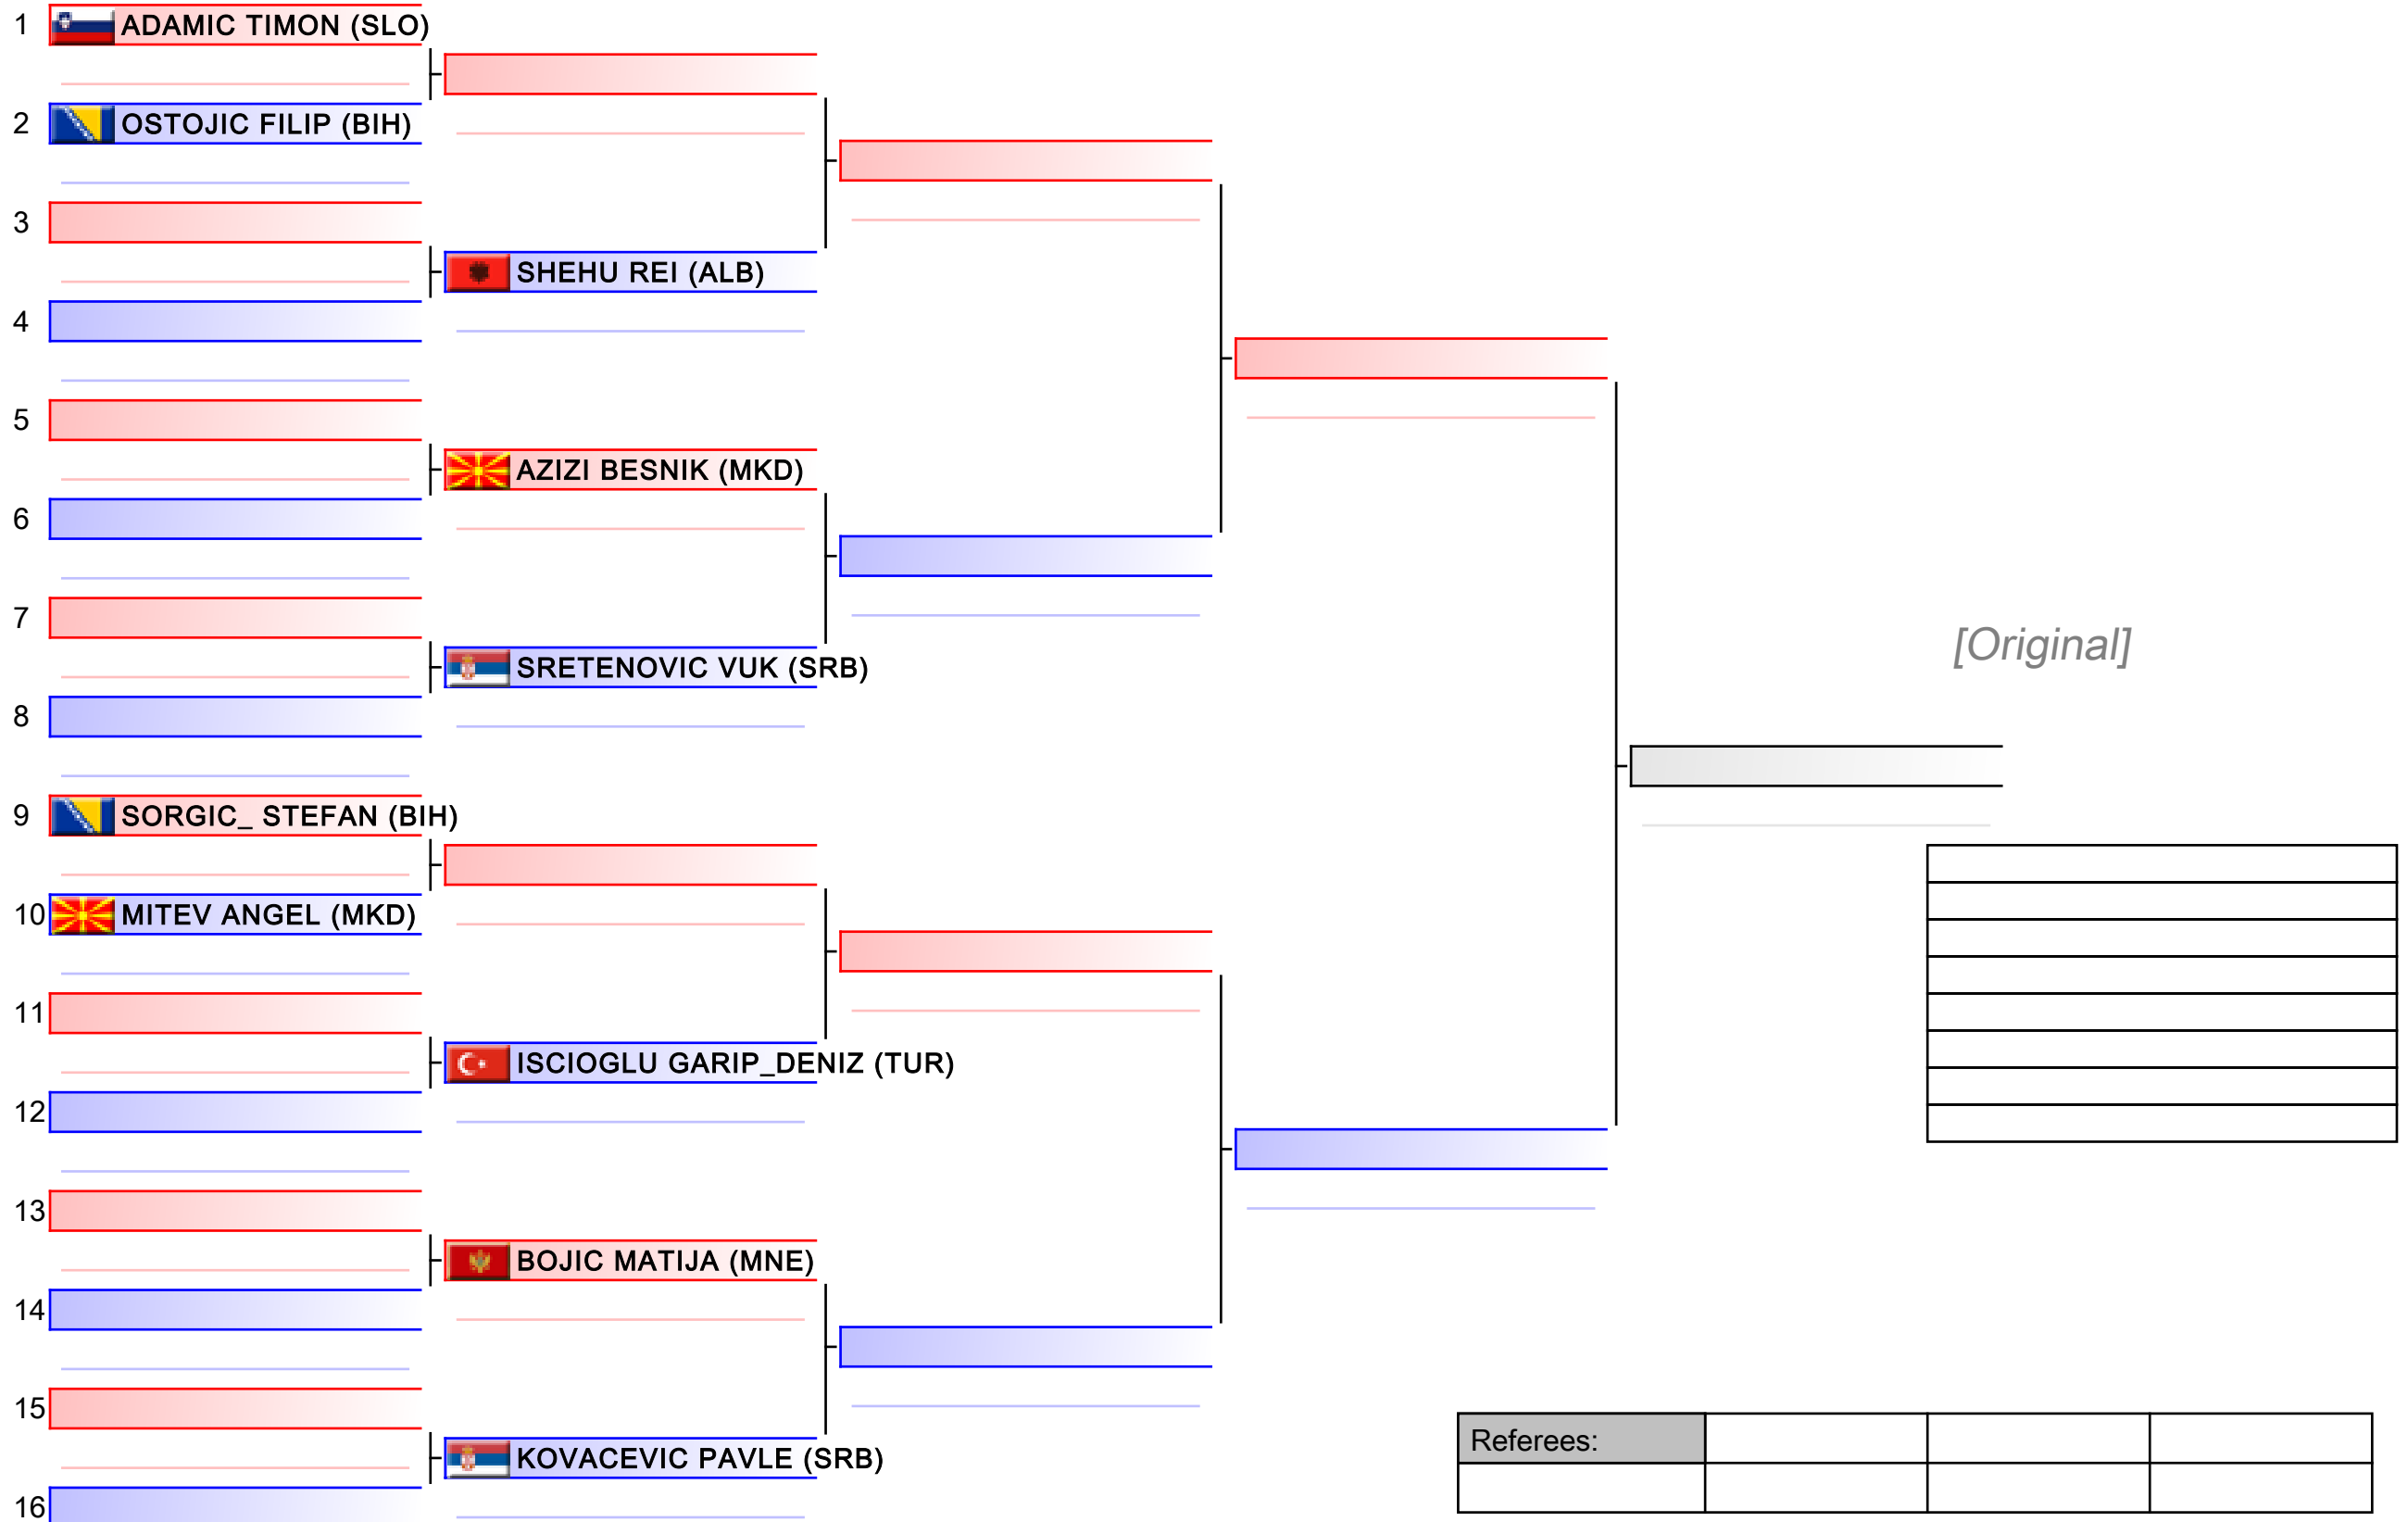 1 ADAMIC TIMON (SLO)
2 OSTOJIC FILIP (BIH)
3
SHEHU REI (ALB)
4
5
AZIZI BESNIK (MKD)
6
7
[Original]
SRETENOVIC VUK (SRB)
8
9 SORGIC_ STEFAN (BIH)
10 MITEV ANGEL (MKD)
11
ISCIOGLU GARIP_DENIZ (TUR)
12
13
BOJIC MATIJA (MNE)
14
15
Referees:
KOVACEVIC PAVLE (SRB)
16